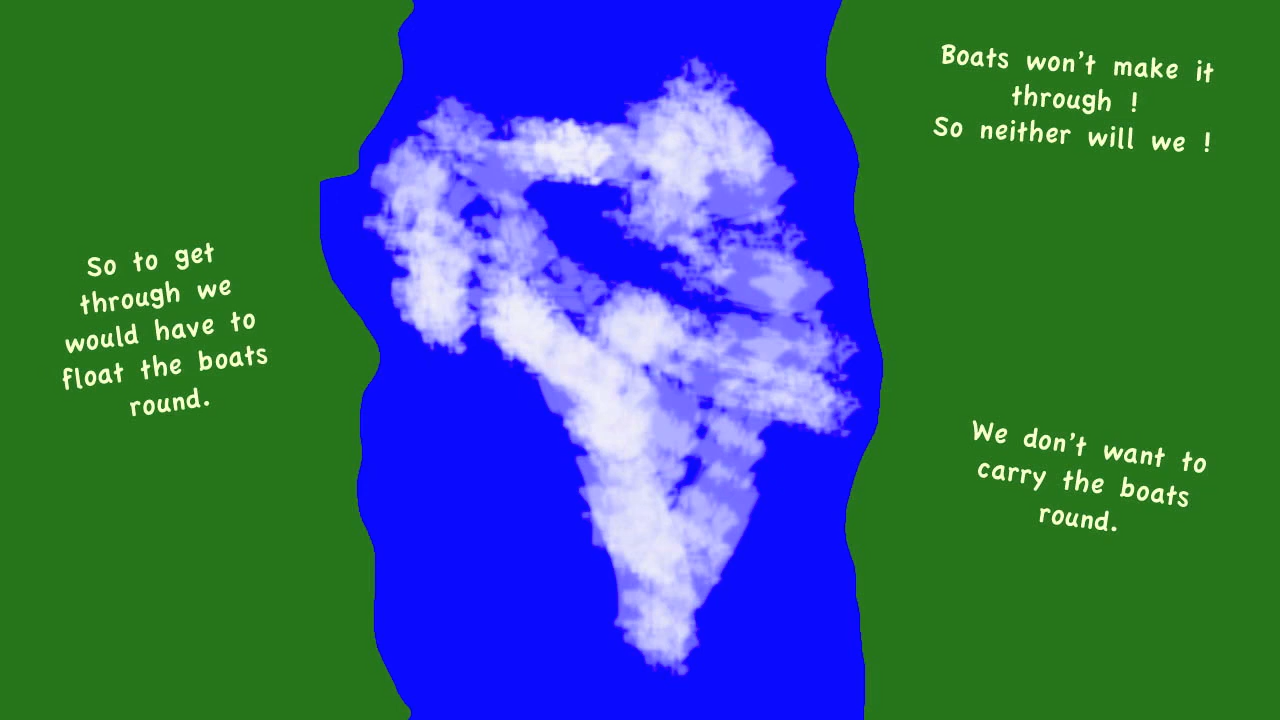 Boats won't make it
through !
So neither will we !
So to get
through we
would have to
float the boats
round.
We don't want to
carry the boats
round.